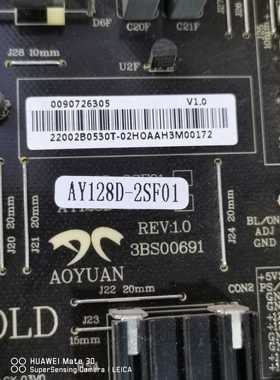 D6F
C20F
C21F
J28 10mm
U2F
0090726305
V1.0
22002B0530T-02HOAAH3M00172
AY128D-2SF01
J20 20mm
J21 20mm
J24 20mm
BL/ON
ADJ
GND
REV:1.0
3BS00691
AOYUAN
J22 20mm
CON2
J23
15mm
HUAWEI Mate 30
SuperSensing Camera | LEICA